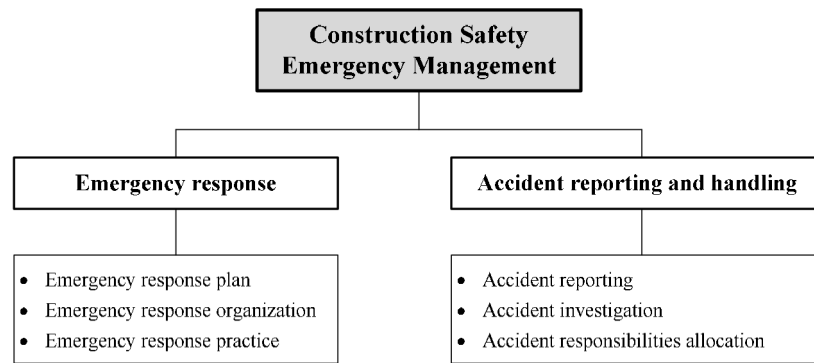 Construction Safety
Emergency Management
Emergency response
Accident reporting and handling
• Emergency response plan
• Emergency response organization
• Emergency response practice
• Accident reporting
• Accident investigation
• Accident responsibilities allocation